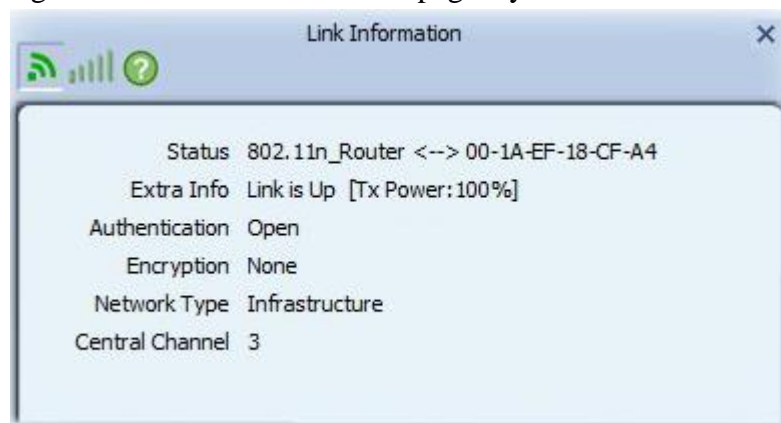 Link Information
Status 802.11n_Router <--> 00-1A-EF-18-CF-A4
Extra Info Link is Up [Tx Power:100%]
Authentication Open
Encryption None
Network Type Infrastructure
Central Channel 3